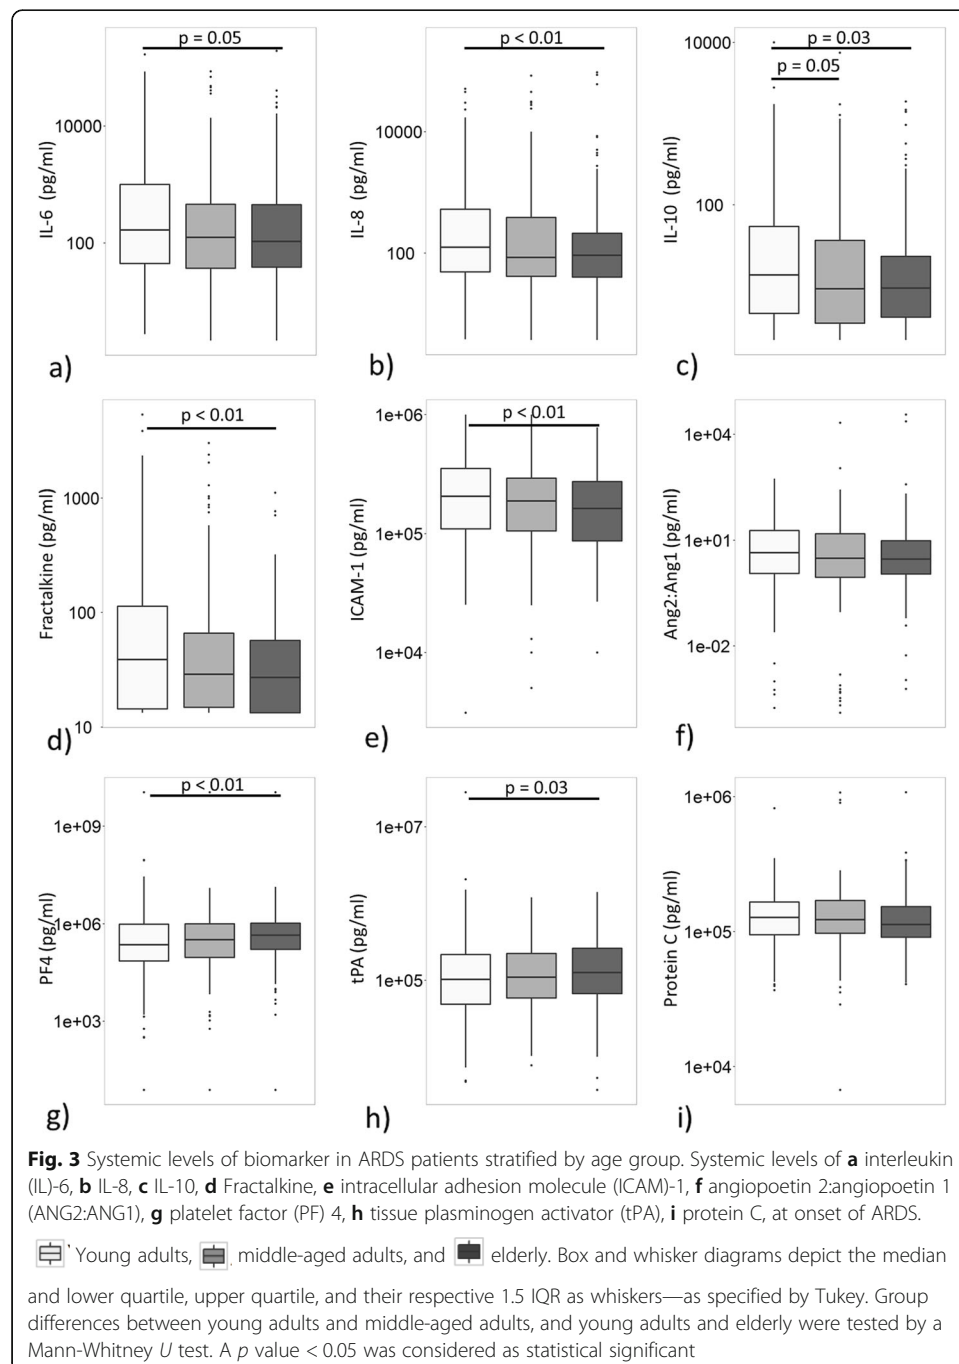 p = 0.05
IL-6 (pg/ml)
10000
100
a)
p < 0.01
IL-8 (pg/ml)
10000
100
b)
p = 0.03
p = 0.05
IL-10 (pg/ml)
10000
100
c)
p < 0.01
Fractalkine (pg/ml)
1000
100
10
d)
p < 0.01
ICAM-1 (pg/ml)
1e+06
1e+05
1e+04
e)
Ang2:Ang1 (pg/ml)
1e+04
1e+01
1e-02
f)
p < 0.01
PF4 (pg/ml)
1e+09
1e+06
1e+03
g)
p = 0.03
tPA (pg/ml)
1e+07
1e+05
h)
Protein C (pg/ml)
1e+06
1e+05
1e+04
i)
Fig. 3 Systemic levels of biomarker in ARDS patients stratified by age group. Systemic levels of a interleukin
(IL)-6, b IL-8, c IL-10, d Fractalkine, e intracellular adhesion molecule (ICAM)-1, f angiopoetin 2:angiopoetin 1
(ANG2:ANG1), g platelet factor (PF) 4, h tissue plasminogen activator (tPA), i protein C, at onset of ARDS.
Young adults, middle-aged adults, and elderly. Box and whisker diagrams depict the median
and lower quartile, upper quartile, and their respective 1.5 IQR as whiskers—as specified by Tukey. Group
differences between young adults and middle-aged adults, and young adults and elderly were tested by a
Mann-Whitney U test. A p value < 0.05 was considered as statistical significant